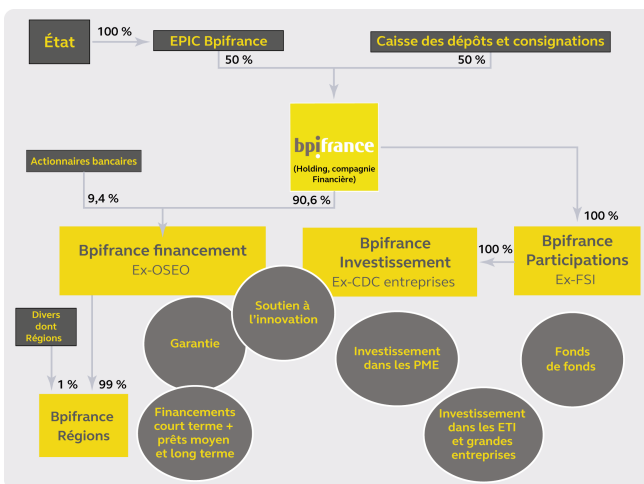 État
100 %
EPIC Bpifrance
Caisse des dépôts et consignations
50 %
50 %
bpifrance
(Holding, compagnie
Financière)
Actionnaires bancaires
9,4 %
90,6 %
100 %
Bpifrance financement
Ex-OSEO
Bpifrance
Investissement
Ex-CDC entreprises
100 %
Bpifrance
Participations
Ex-FSI
Divers
dont
Régions
Soutien à
l’innovation
Garantie
Investissement
dans les PME
Fonds
de fonds
1 %
99 %
Bpifrance
Régions
Financements
court terme +
prêts moyen
et long terme
Investissement
dans les ETI
et grandes
entreprises